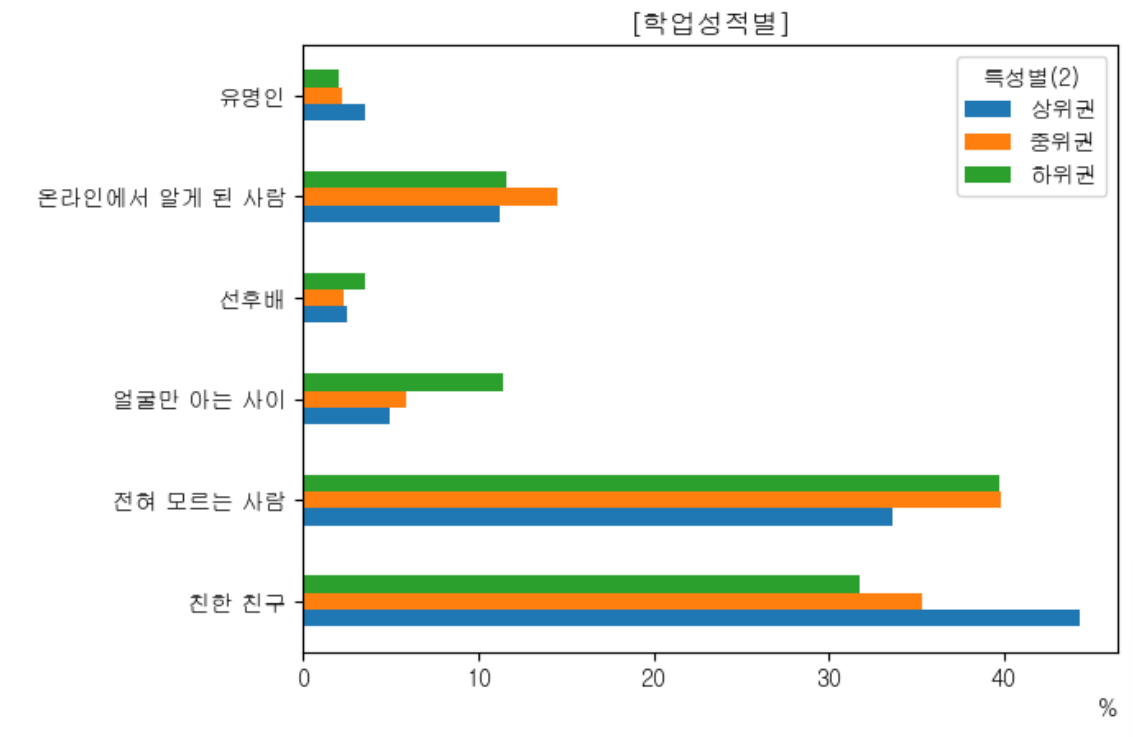 [학업성적별]
특성별(2)
상위권
중위권
하위권
유명인
온라인에서 알게 된 사람
선후배
얼굴만 아는 사이
전혀 모르는 사람
친한 친구
0 10 20 30 40
%